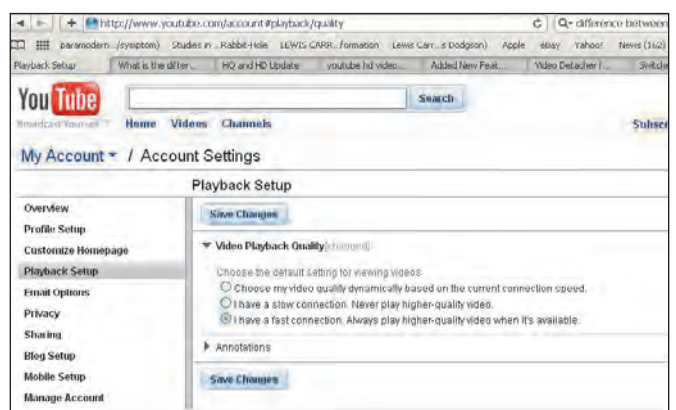 http://www.youtube.com/account#playback/quality Q- difference between
paramodern.../symptom) Studies in ...Rabbit-Hole LEWIS CARR...formation Lewis Carr...s Dodgson) Apple eBay Yahoo! News (162)
Playback Setup What is the differ... HQ and HD Update youtube hd video... Added New Feat... Video Detacher |...
You Tube Search
Broadcast Yourself Home Videos Channels Subscr
My Account / Account Settings
Playback Setup
Overview
Save Changes
Profile Setup
Customize Homepage
Video Playback Quality (changed)
Playback Setup
Choose the default setting for viewing videos
Email Options
Choose my video quality dynamically based on the current connection speed.
Privacy
I have a slow connection. Never play higher-quality video.
I have a fast connection. Always play higher-quality video when it's available.
Sharing
Annotations
Blog Setup
Mobile Setup
Save Changes
Manage Account